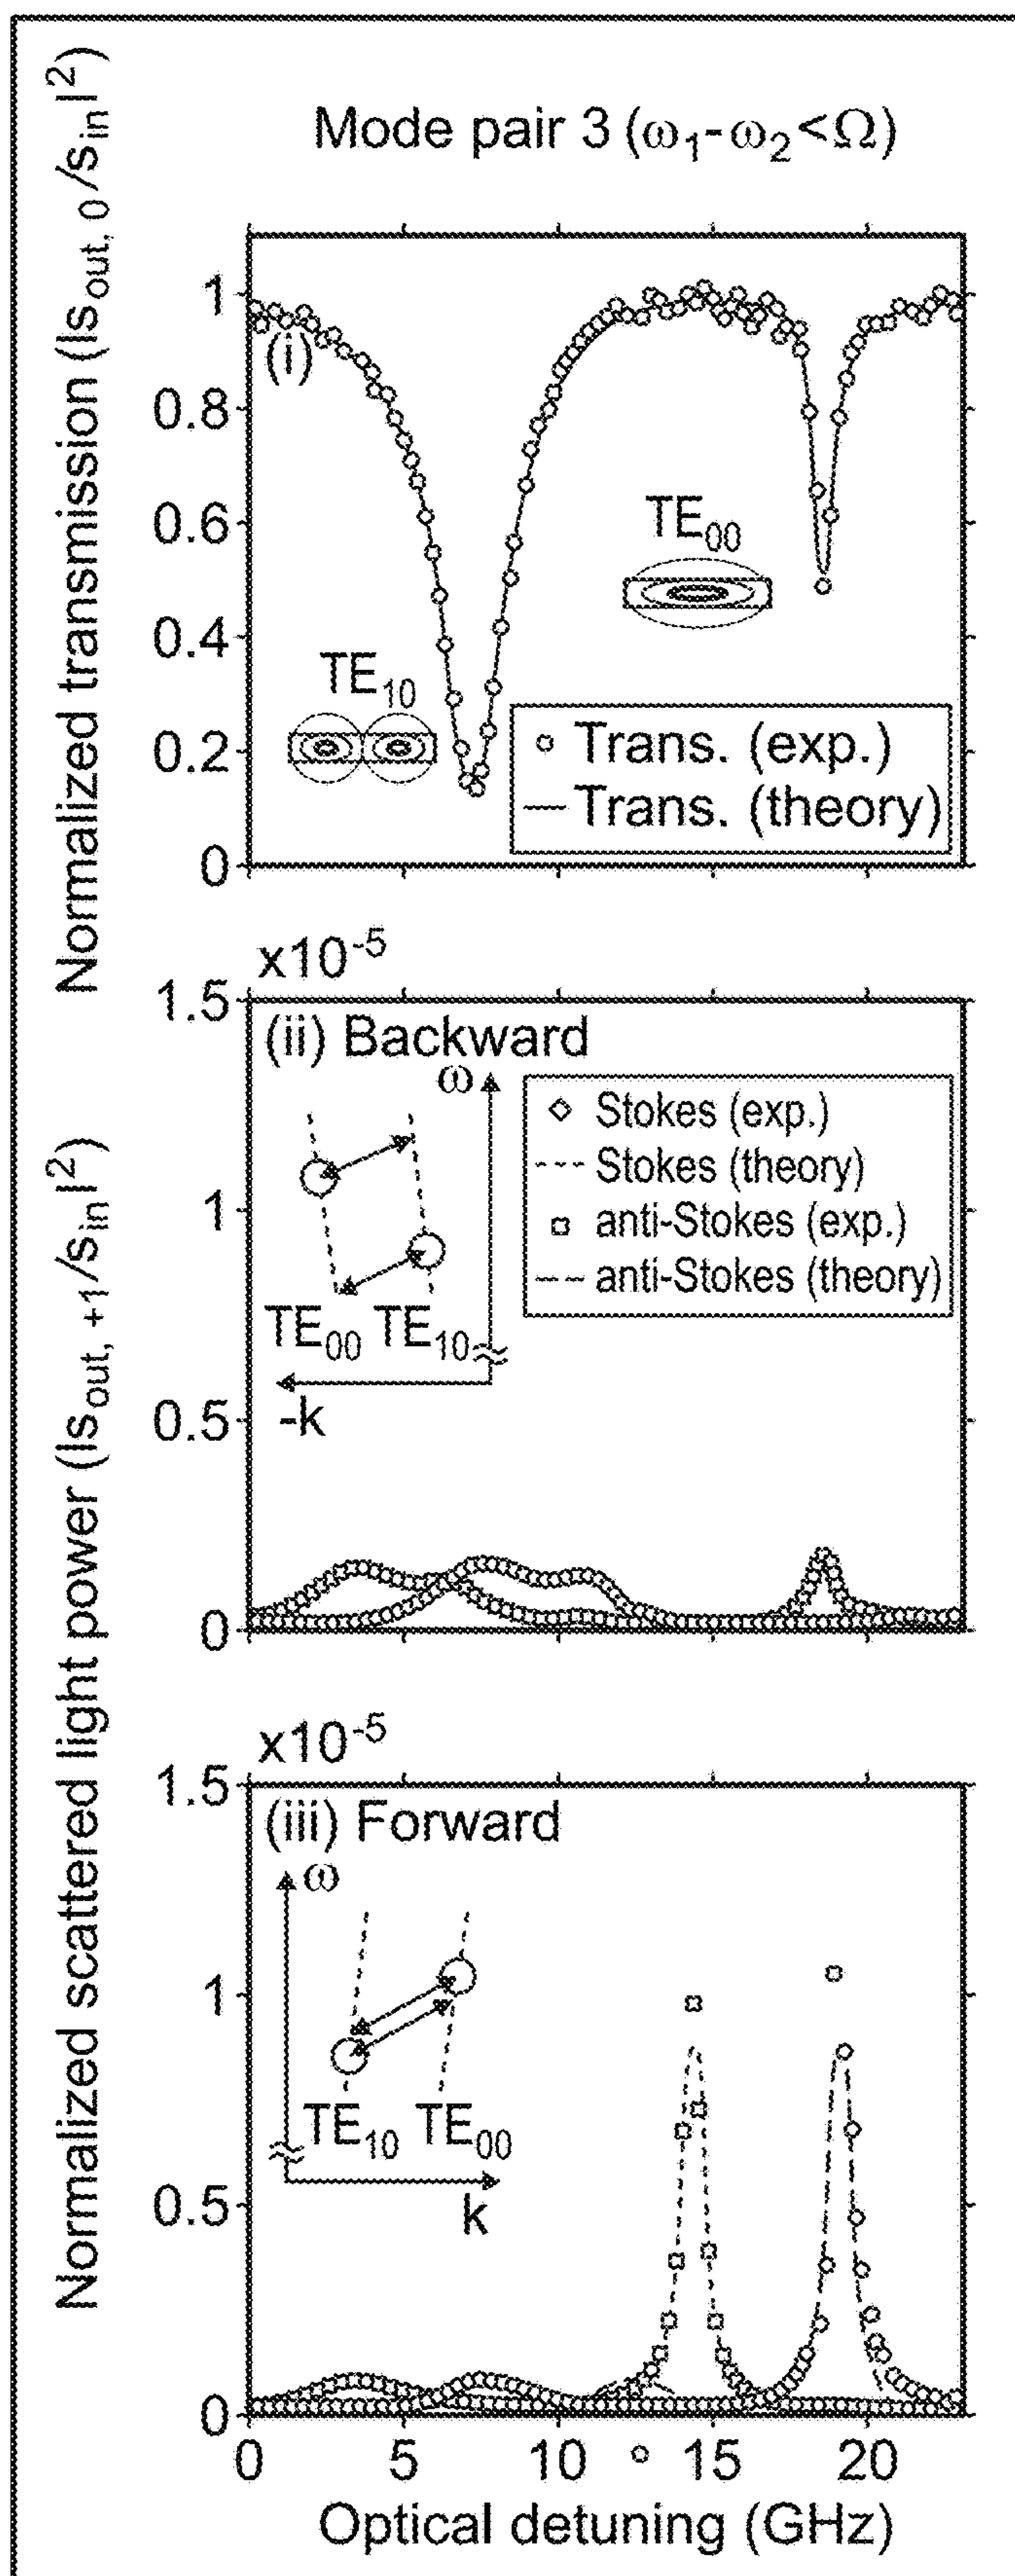 Mode pair 3 (ω1-ω2<Ω)
Normalized transmission (|sout, 0/sin|2)
1
0.8
0.6
0.4
0.2
0
(i)
TE00
TE10
Trans. (exp.)
Trans. (theory)
Normalized scattered light power (|sout, +1/sin|2)
x10-5
1.5
1
0.5
0
(ii) Backward
ω
Stokes (exp.)
Stokes (theory)
anti-Stokes (exp.)
anti-Stokes (theory)
TE00 TE10
-k
x10-5
1.5
1
0.5
0
(iii) Forward
ω
TE10 TE00
k
0 5 10 15 20
Optical detuning (GHz)